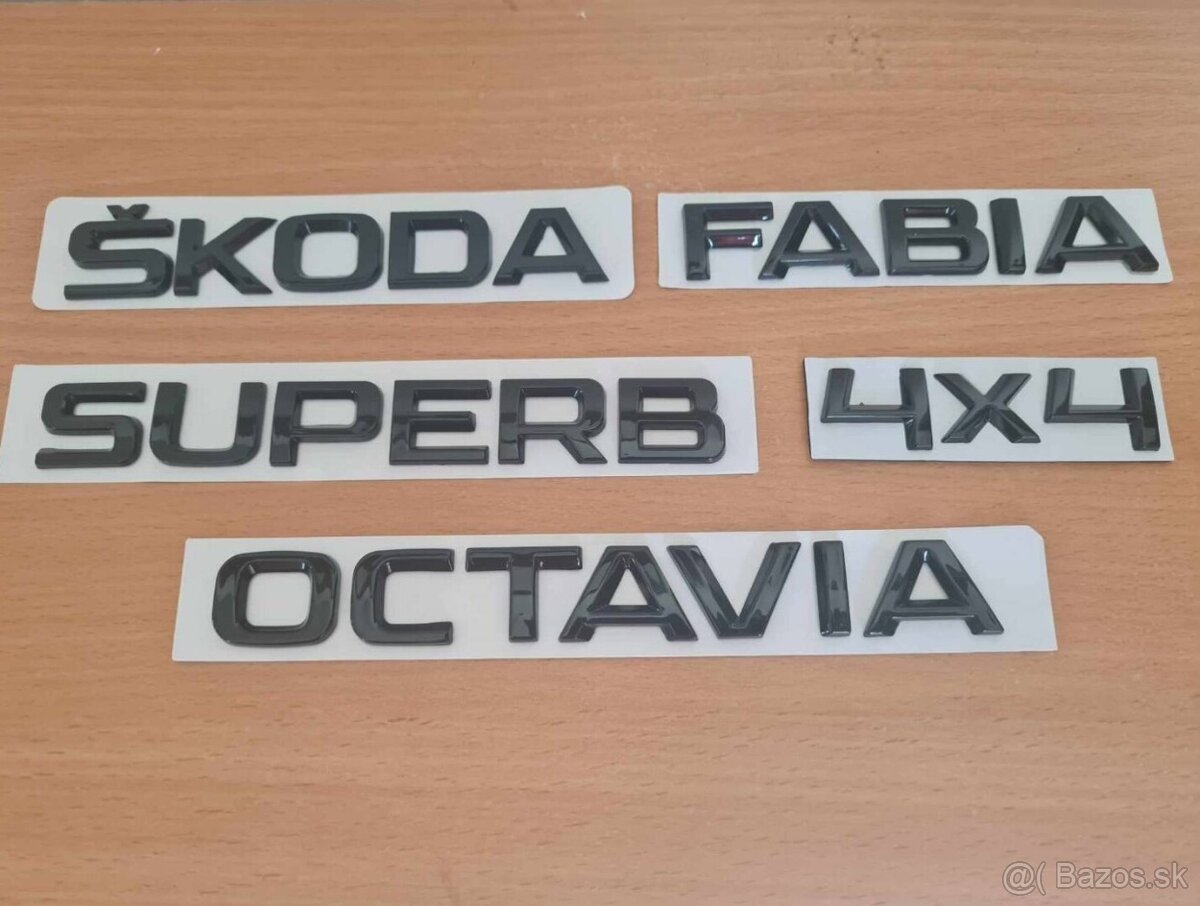 ŠKODA FABIA
SUPERB 4X4
OCTAVIA
@( Bazos.sk